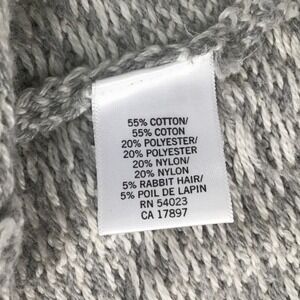 55% COTTON/
55% COTON
20% POLYESTER/
20% POLYESTER
20% NYLON/
20% NYLON
5% RABBIT HAIR/
5% POIL DE LAPIN
RN 54023
CA 17897